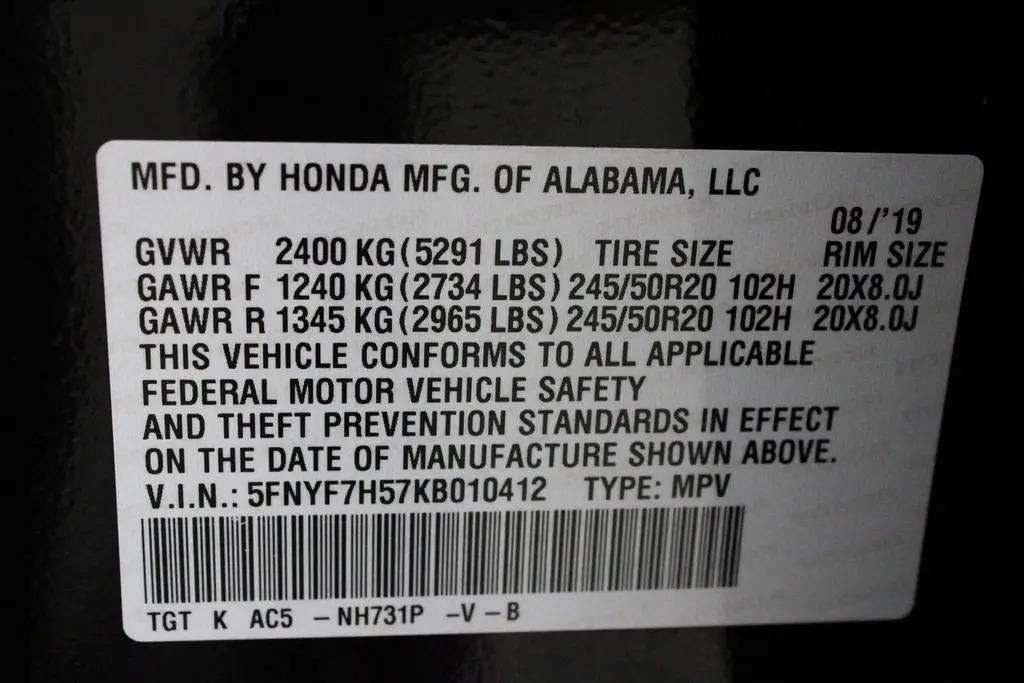 MFD. BY HONDA MFG. OF ALABAMA, LLC
08/'19
GVWR 2400 KG(5291 LBS) TIRE SIZE RIM SIZE
GAWR F 1240 KG(2734 LBS) 245/50R20 102H 20X8.0J
GAWR R 1345 KG(2965 LBS) 245/50R20 102H 20X8.0J
THIS VEHICLE CONFORMS TO ALL APPLICABLE
FEDERAL MOTOR VEHICLE SAFETY
AND THEFT PREVENTION STANDARDS IN EFFECT
ON THE DATE OF MANUFACTURE SHOWN ABOVE.
V.I.N.: 5FNYF7H57KB010412 TYPE: MPV
TGT K AC5 – NH731P –V – B